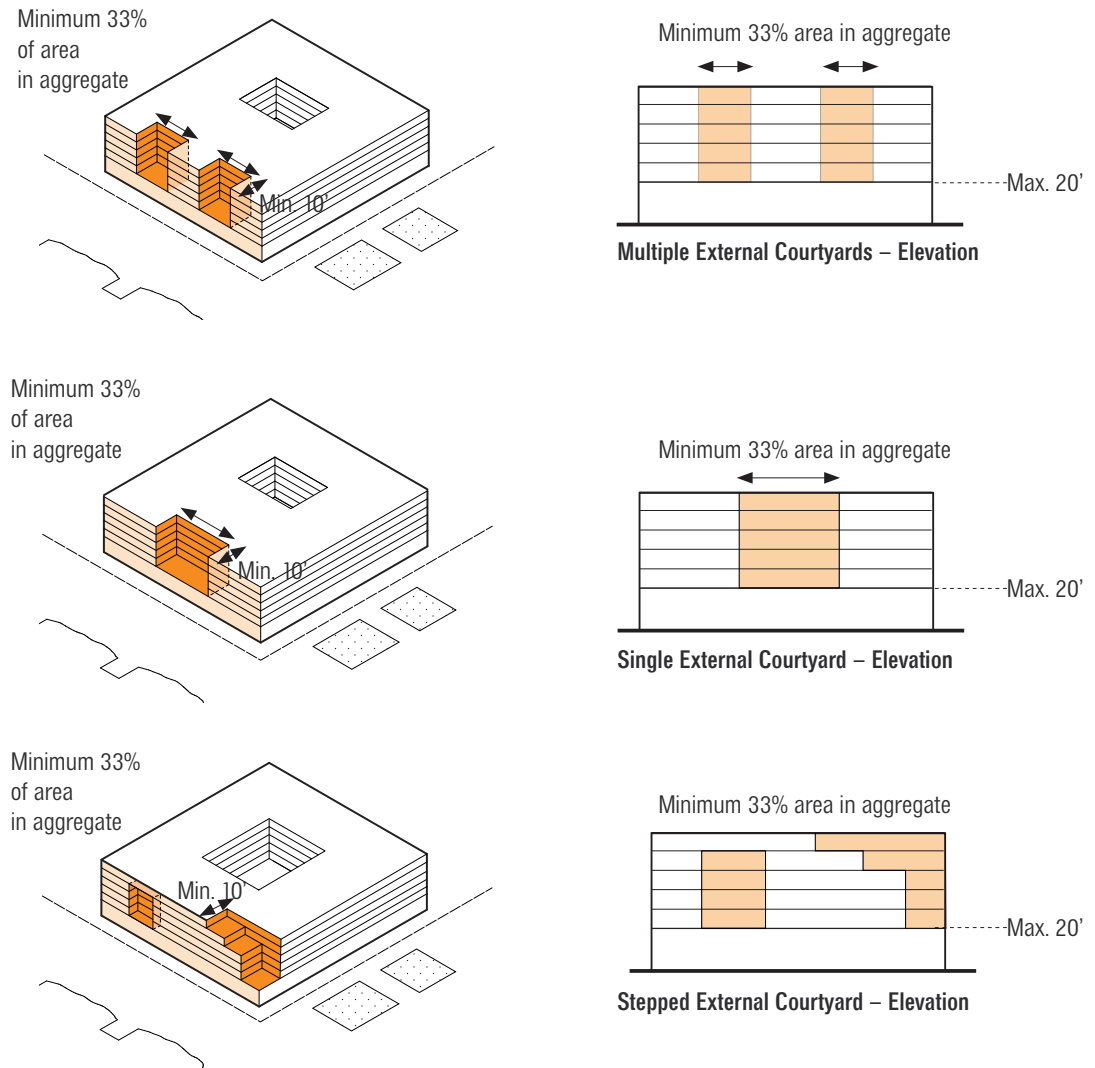 Minimum 33%
of area
in aggregate
Min. 10'
Minimum 33% area in aggregate
Max. 20’
Multiple External Courtyards – Elevation
Minimum 33%
of area
in aggregate
Min. 10'
Minimum 33% area in aggregate
Max. 20’
Single External Courtyard – Elevation
Minimum 33%
of area
in aggregate
Min. 10'
Minimum 33% area in aggregate
Max. 20’
Stepped External Courtyard – Elevation